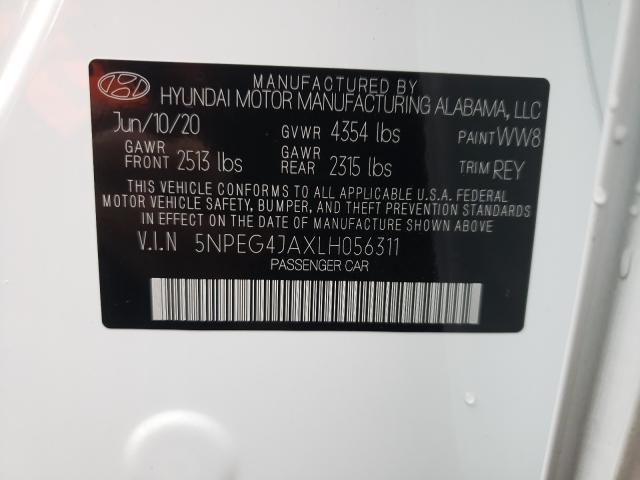 MANUFACTURED BY
HYUNDAI MOTOR MANUFACTURING ALABAMA, LLC
Jun/10/20 GVWR 4354 lbs PAINT WW8
GAWR FRONT 2513 lbs GAWR REAR 2315 lbs TRIM REY
THIS VEHICLE CONFORMS TO ALL APPLICABLE U.S.A. FEDERAL
MOTOR VEHICLE SAFETY, BUMPER, AND THEFT PREVENTION STANDARDS
IN EFFECT ON THE DATE OF MANUFACTURE SHOWN ABOVE.
V.I.N 5NPEG4JAXLH056311
PASSENGER CAR